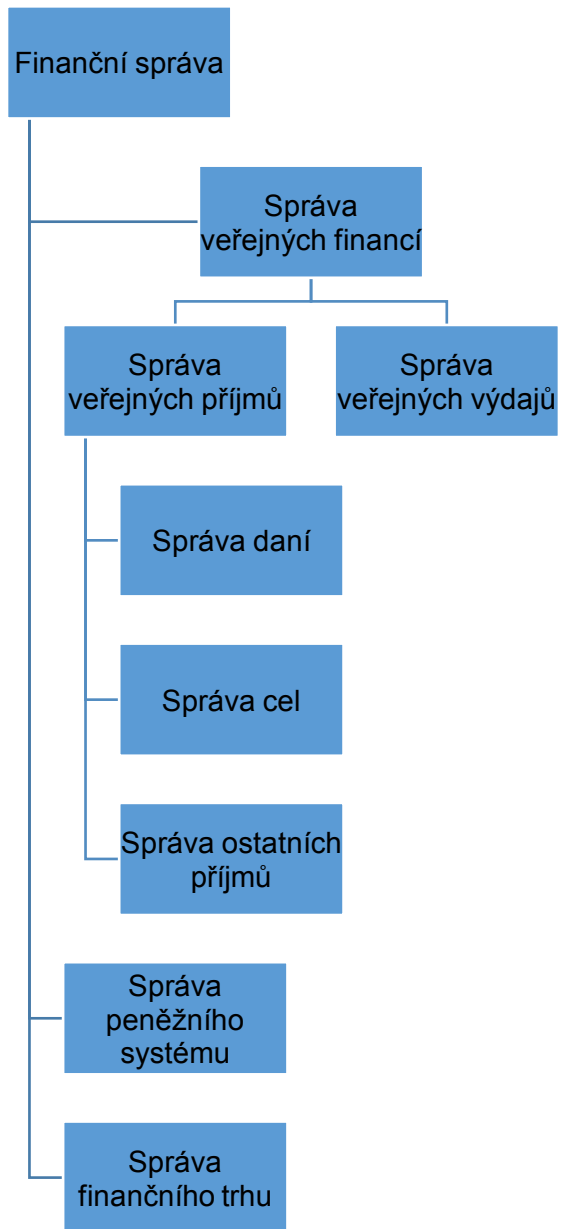 Finanční správa
Správa
veřejných financí
Správa
veřejných příjmů
Správa
veřejných výdajů
Správa daní
Správa cel
Správa ostatních
příjmů
Správa
peněžního
systému
Správa
finančního trhu